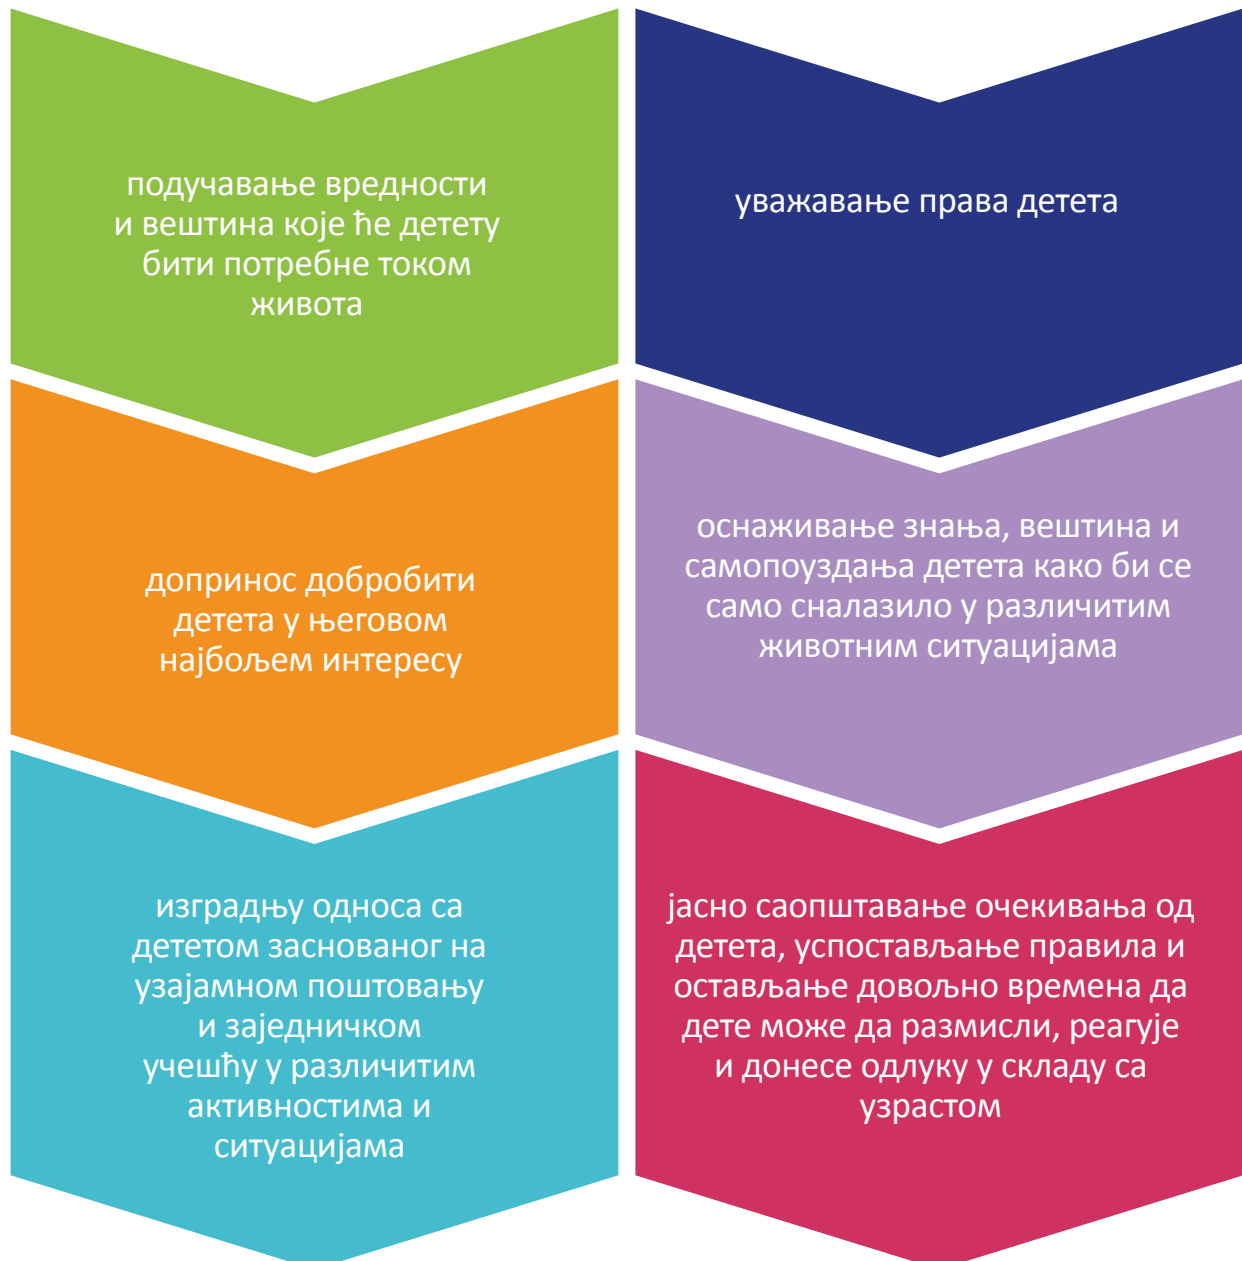 подучавање вредности
и вештина које ће детету
бити потребне током
живота
уважавање права детета
допринос добробити
детета у његовом
најбољем интересу
оснаживање знања, вештина и
самопоуздања детета како би се
само сналазило у различитим
животним ситуацијама
изградњу односа са
дететом заснованог на
узајамном поштовању
и заједничком
учешћу у различитим
активностима и
ситуацијама
јасно саопштавање очекивања од
детета, успостављање правила и
остављање довољно времена да
дете може да размисли, реагује
и донесе одлуку у складу са
узрастом